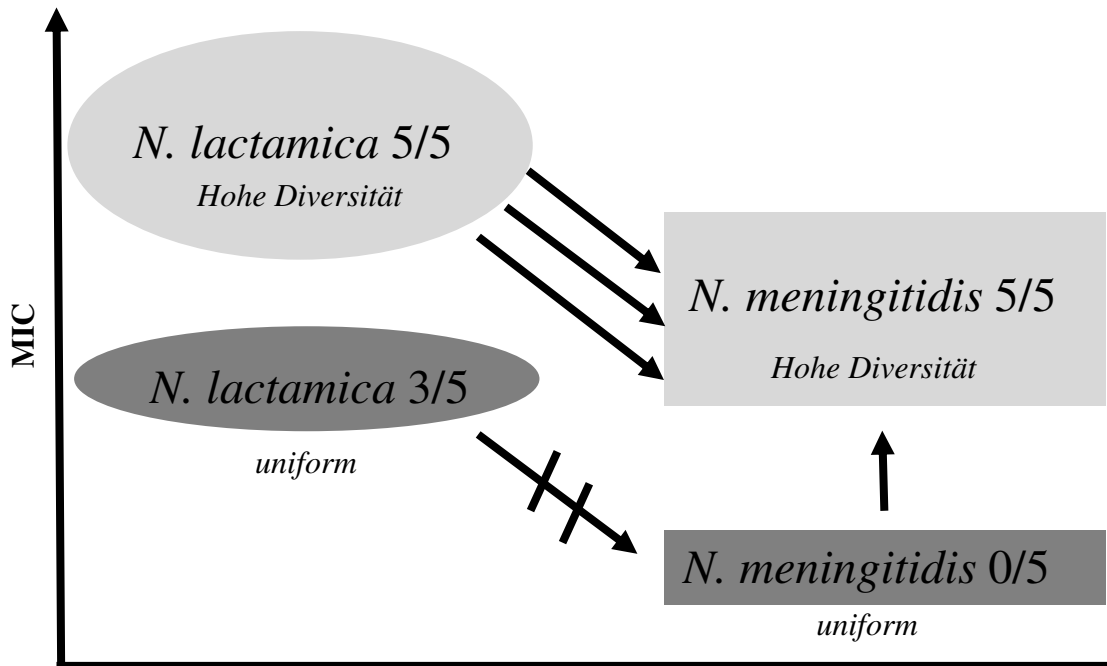 MIC
N. lactamica 5/5
Hohe Diversität
N. lactamica 3/5
uniform
N. meningitidis 5/5
Hohe Diversität
N. meningitidis 0/5
uniform